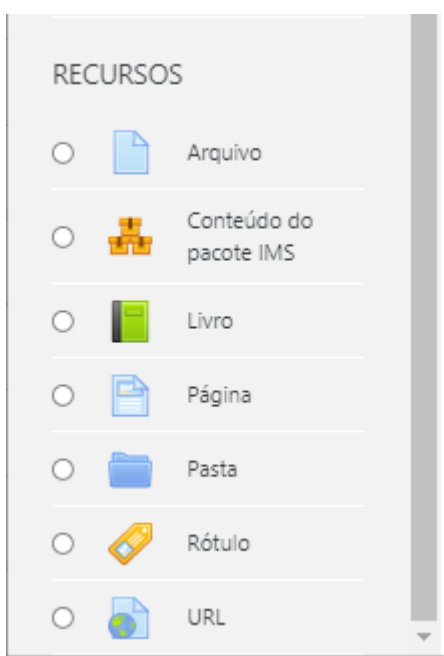 RECURSOS
Arquivo
Conteúdo do
pacote IMS
Livro
Página
Pasta
Rótulo
URL